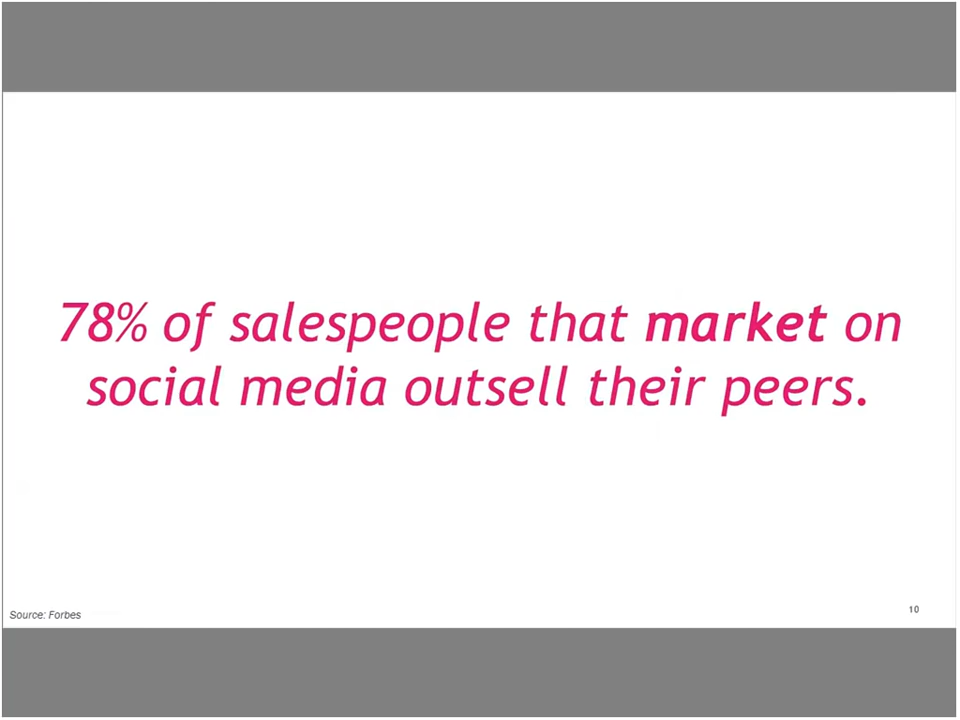 78% of salespeople that market on
social media outsell their peers.
Source: Forbes
10